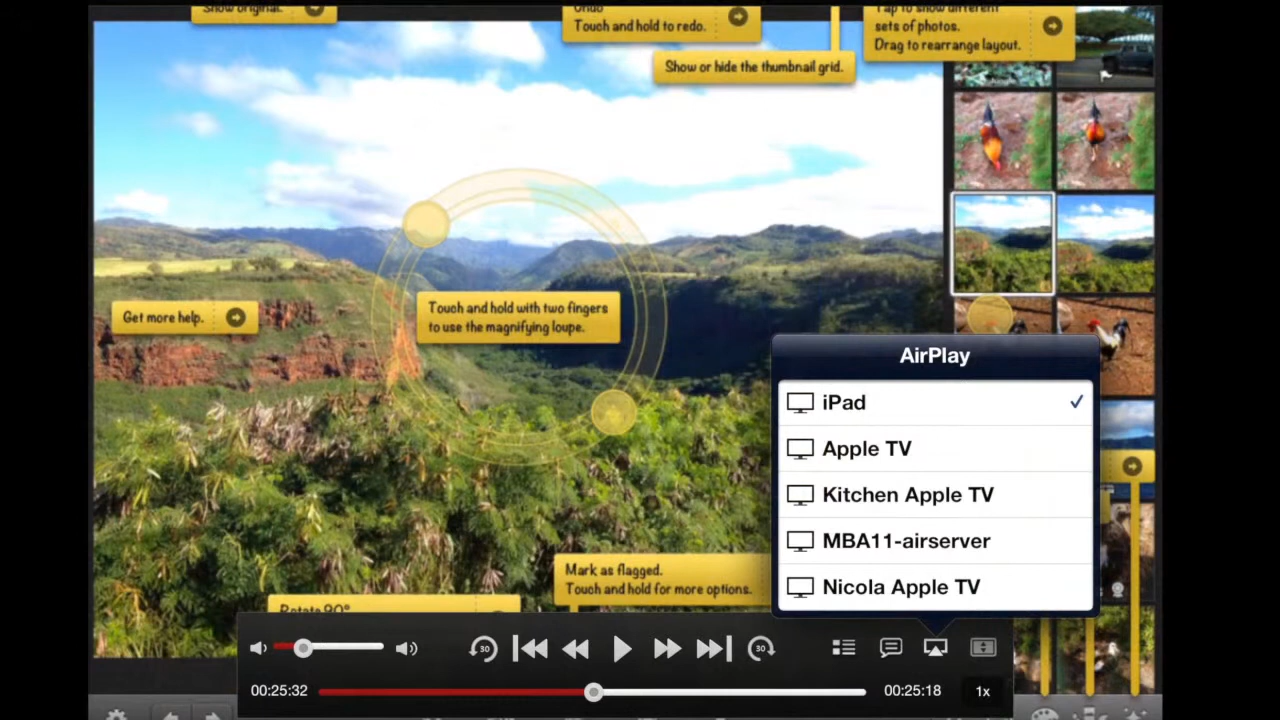 Show original.
Undo
Touch and hold to redo.
Tap to show different
sets of photos.
Drag to rearrange layout.
Show or hide the thumbnail grid.
Get more help.
Touch and hold with two fingers
to use the magnifying loupe.
AirPlay
iPad
Apple TV
Kitchen Apple TV
MBA11-airserver
Nicola Apple TV
Mark as flagged.
Touch and hold for more options.
Rotate 90°
30
30
00:25:32
00:25:18
1x